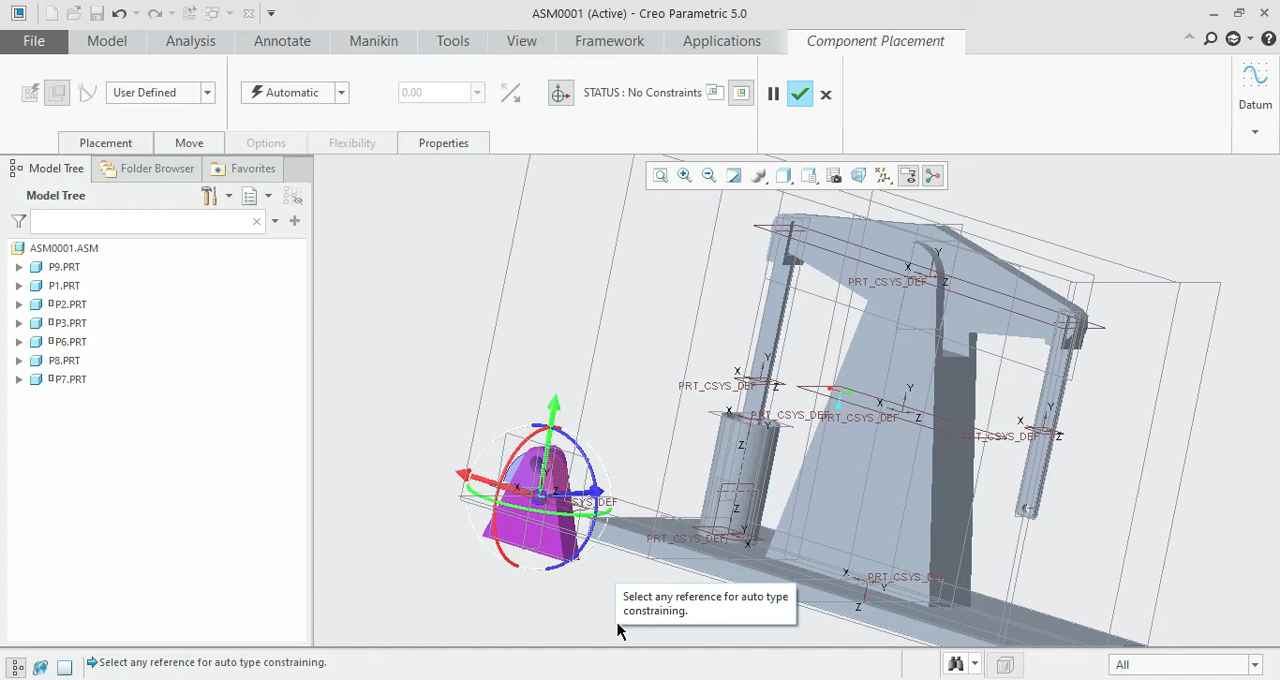 ASM0001 (Active) - Creo Parametric 5.0
File Model Analysis Annotate Manikin Tools View Framework Applications Component Placement
User Defined Automatic 0.00 STATUS : No Constraints Datum
Placement Move Options Flexibility Properties
Model Tree Folder Browser Favorites
Model Tree
ASM0001.ASM
P9.PRT
P1.PRT
P2.PRT
P3.PRT
P6.PRT
P8.PRT
P7.PRT
Y
X
PRT_CSYS_DEF Z
X Y
PRT_CSYS_DEF Z
Y
X
PRT_CSYS_DEF Z
X
PRT_CSYS_DEF
Y
Z
Y
X
PRT_CSYS_DEF Z
X Y
Z
SYS_DEF
Z
Y
PRT_CSYS_DEF
X
X PRT_CSYS_DEF
Y
Z
Select any reference for auto type
constraining.
Select any reference for auto type constraining.
All